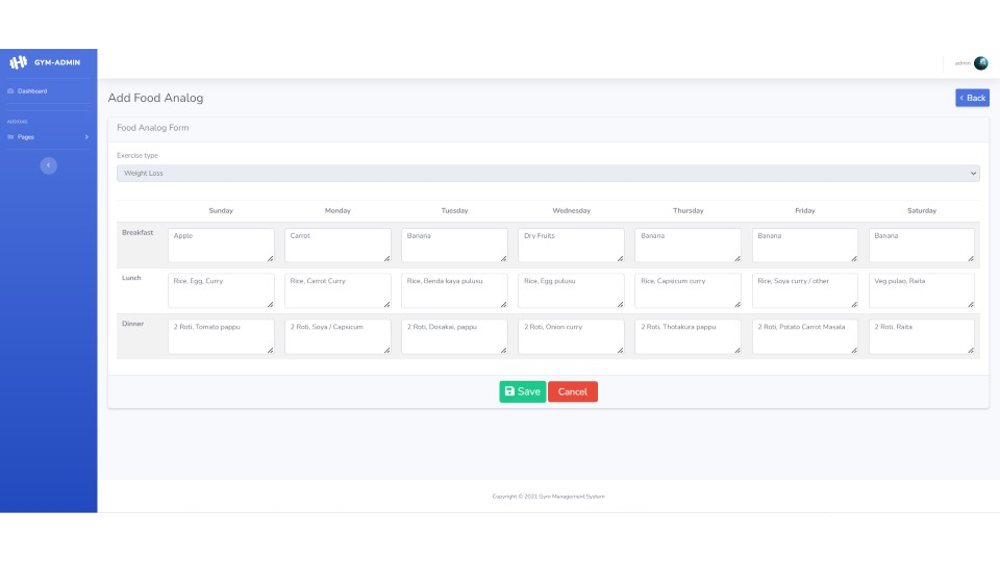 GYM-ADMIN
admin
Dashboard
Add Food Analog
Back
ADDONS
Food Analog Form
Pages
Exercise type
Weight Loss
Sunday Monday Tuesday Wednesday Thursday Friday Saturday
Breakfast Apple Carrot Banana Dry Fruits Banana Banana Banana
Lunch Rice, Egg, Curry Rice, Carrot Curry Rice, Benda kaya pulusu Rice, Egg pulusu Rice, Capsicum curry Rice, Soya curry / other Veg pulao, Raita
Dinner 2 Roti, Tomato pappu 2 Roti, Soya / Capsicum 2 Roti, Dosakai, pappu 2 Roti, Onion curry 2 Roti, Thotakura pappu 2 Roti, Potato Carrot Masala 2 Roti, Raita
Save Cancel
Copyright © 2021 Gym Management System